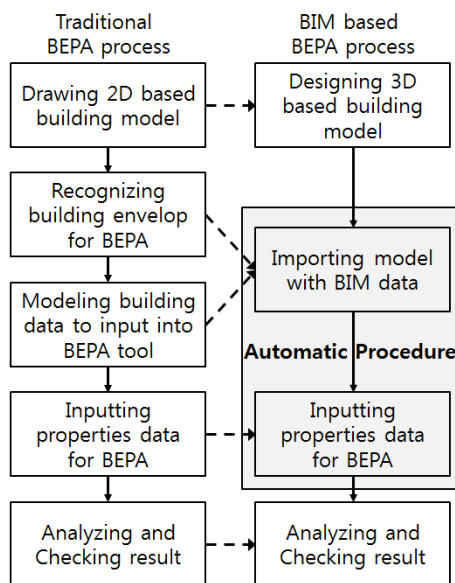 Traditional
BEPA process
BIM based
BEPA process
Drawing 2D based
building model
Designing 3D
based building
model
Recognizing
building envelop
for BEPA
Importing model
with BIM data
Modeling building
data to input into
BEPA tool
Automatic Procedure
Inputting
properties data
for BEPA
Inputting
properties data
for BEPA
Analyzing and
Checking result
Analyzing and
Checking result